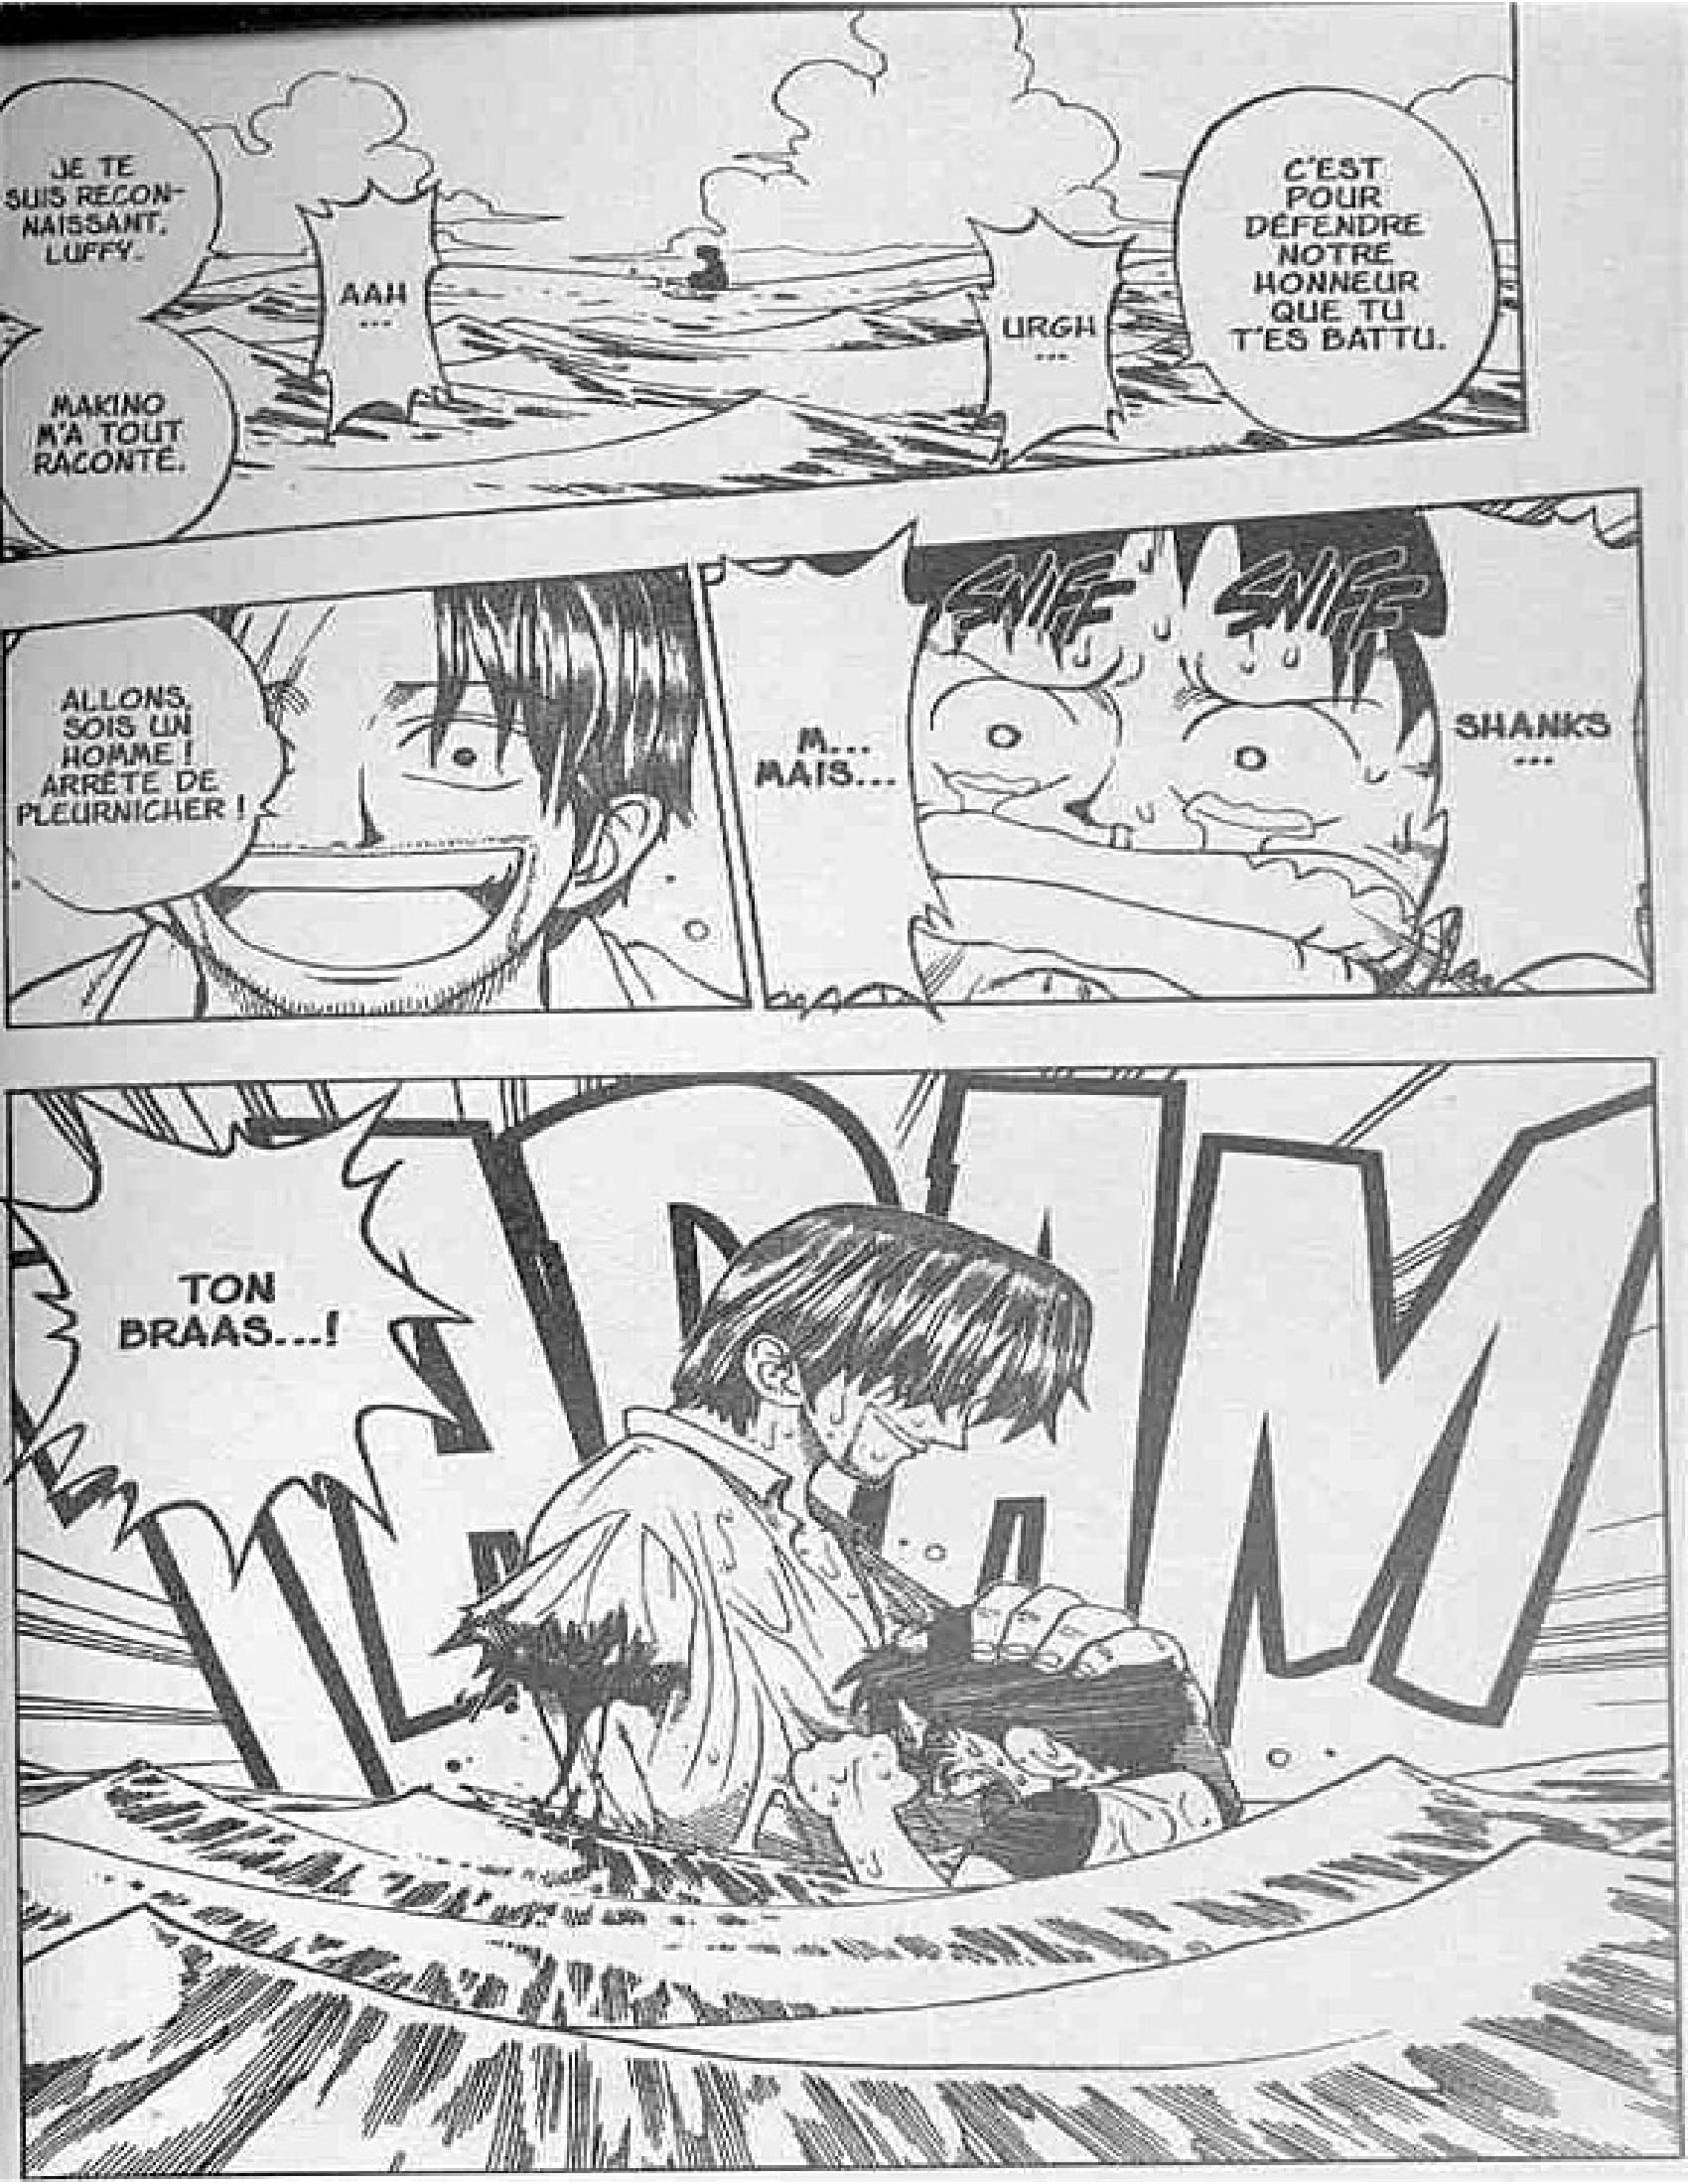 JE TE
SUIS RECON-
NAISSANT,
LUFFY.
MAKINO
M'A TOUT
RACONTÉ.
AAH
...
URGH
...
C'EST
POUR
DÉFENDRE
NOTRE
HONNEUR
QUE TU
T'ES BATTU.
ALLONS,
SOIS UN
HOMME !
ARRÊTE DE
PLEURNICHER !
M...
MAIS...
SNIFF
SNIFF
SHANKS
...
TON
BRAAS...!